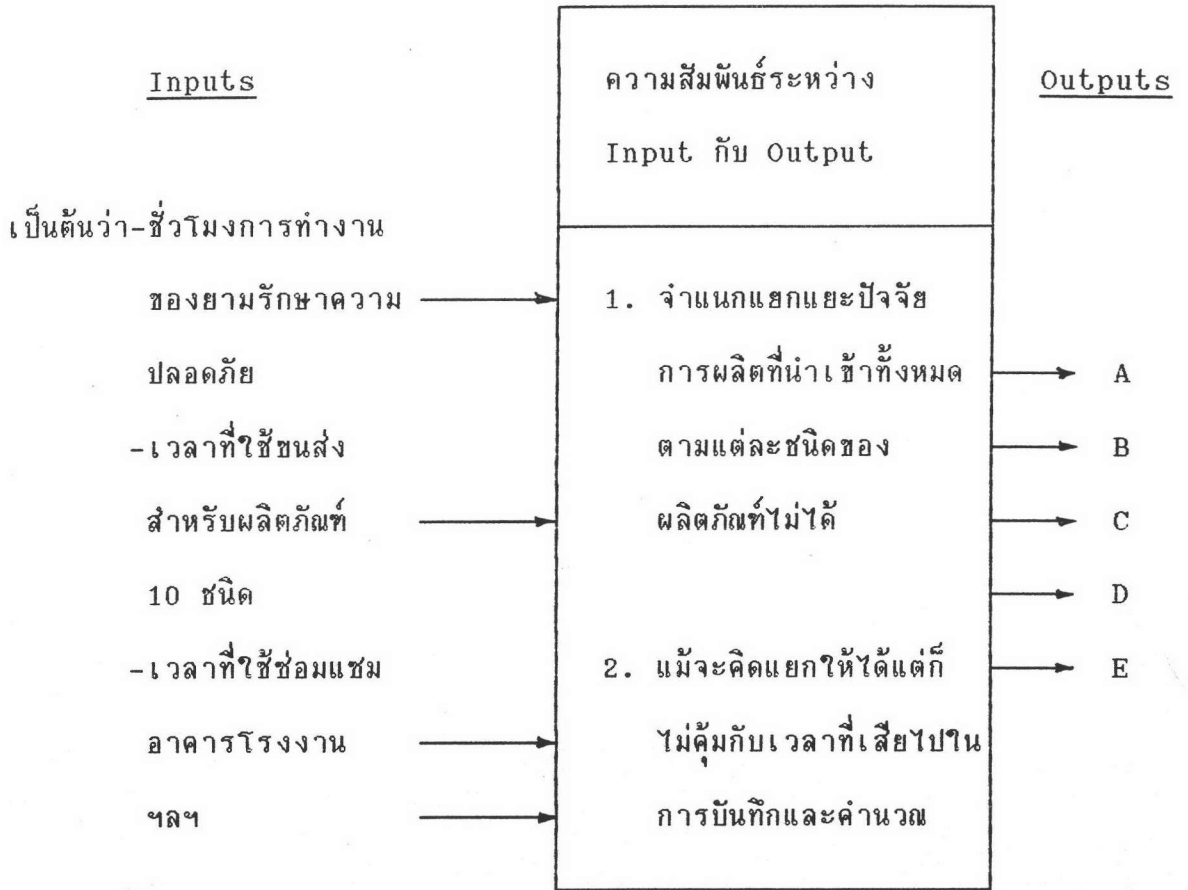 Inputs
ความสัมพันธ์ระหว่าง
Input กับ Output
Outputs
เป็นต้นว่า-ชั่วโมงการทำงาน
ของยามรักษาความ
ปลอดภัย
-เวลาที่ใช้ขนส่ง
สำหรับผลิตภัณฑ์
10 ชนิด
-เวลาที่ใช้ซ่อมแซม
อาคารโรงงาน
ฯลฯ
1. จำแนกแยกแยะปัจจัย
การผลิตที่นำเข้าทั้งหมด
ตามแต่ละชนิดของ
ผลิตภัณฑ์ไม่ได้
2. แม้จะคิดแยกให้ได้แต่ก็
ไม่คุ้มกับเวลาที่เสียไปใน
การบันทึกและคำนวณ
A
B
C
D
E